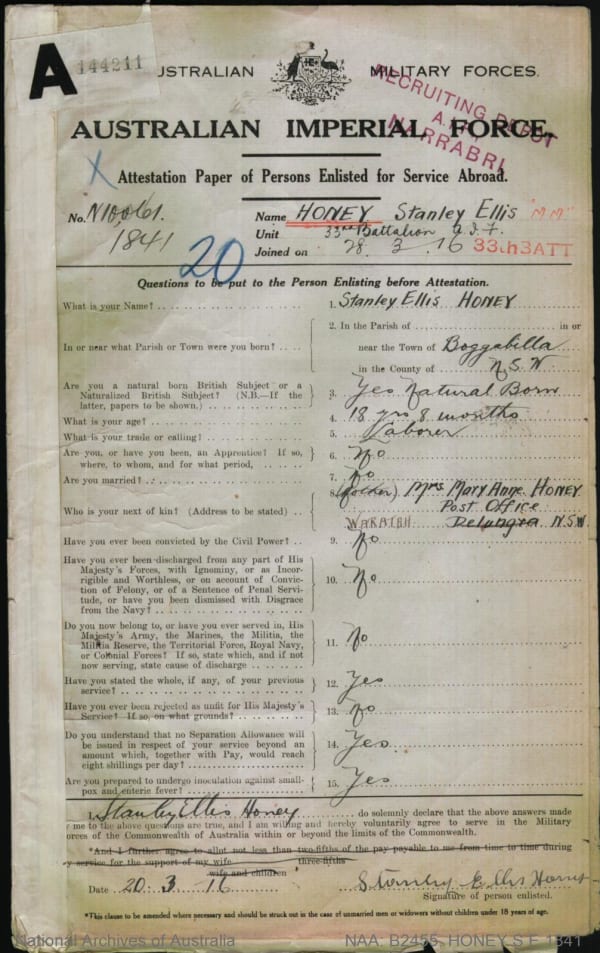 A
144211
AUSTRALIAN MILITARY FORCES.
RECRUITING DEPOT
A.I.F.
NARRABRI
AUSTRALIAN IMPERIAL FORCE.
X
Attestation Paper of Persons Enlisted for Service Abroad.
No. N10061. Name HONEY Stanley Ellis "M M"
1841 Unit 33rd Battalion A.I.F.
20 Joined on 28. 3. 16 33rd BATT
Questions to be put to the Person Enlisting before Attestation.
What is your Name? 1. Stanley Ellis HONEY
In or near what Parish or Town were you born? 2. In the Parish of in or
near the Town of Boggabilla
in the County of N.S.W
Are you a natural born British Subject or a Naturalized British Subject? (N.B.—If the latter, papers to be shown.) 3. Yes Natural Born
What is your age? 4. 18 yrs 8 months
What is your trade or calling? 5. Laborer
Are you, or have you been, an Apprentice? If so, where, to whom, and for what period, 6. No
Are you married? 7. No
Who is your next of kin? (Address to be stated) 8. (Mother) Mrs Mary Anne HONEY
Post Office
Delungra N.S.W.
Have you ever been convicted by the Civil Power? 9. No
Have you ever been discharged from any part of His Majesty's Forces, with Ignominy, or as Incorrigible and Worthless, or on account of Conviction of Felony, or of a Sentence of Penal Servitude, or have you been dismissed with Disgrace from the Navy? 10. No
Do you now belong to, or have you ever served in, His Majesty's Army, the Marines, the Militia, the Militia Reserve, the Territorial Force, Royal Navy, or Colonial Forces? If so, state which, and if not now serving, state cause of discharge 11. No
Have you stated the whole, if any, of your previous service? 12. Yes
Have you ever been rejected as unfit for His Majesty's Service? If so, on what grounds? 13. No
Do you understand that no Separation Allowance will be issued in respect of your service beyond an amount which, together with Pay, would reach eight shillings per day? 14. Yes
Are you prepared to undergo inoculation against small-pox and enteric fever? 15. Yes
I, Stanley Ellis Honey do solemnly declare that the above answers made
by me to the above questions are true, and I am willing and hereby voluntarily agree to serve in the Military
Forces of the Commonwealth of Australia within or beyond the limits of the Commonwealth.
*And I further agree to allot not less than two-fifths of the pay payable to me from time to time during
my service for the support of my wife three-fifths
wife and children
Date 20 . 3 . 16 Stanley Ellis Honey
Signature of person enlisted.
*This clause to be amended where necessary and should be struck out in the case of unmarried men or widowers without children under 18 years of age.
National Archives of Australia NAA: B2455, HONEY S E 1841